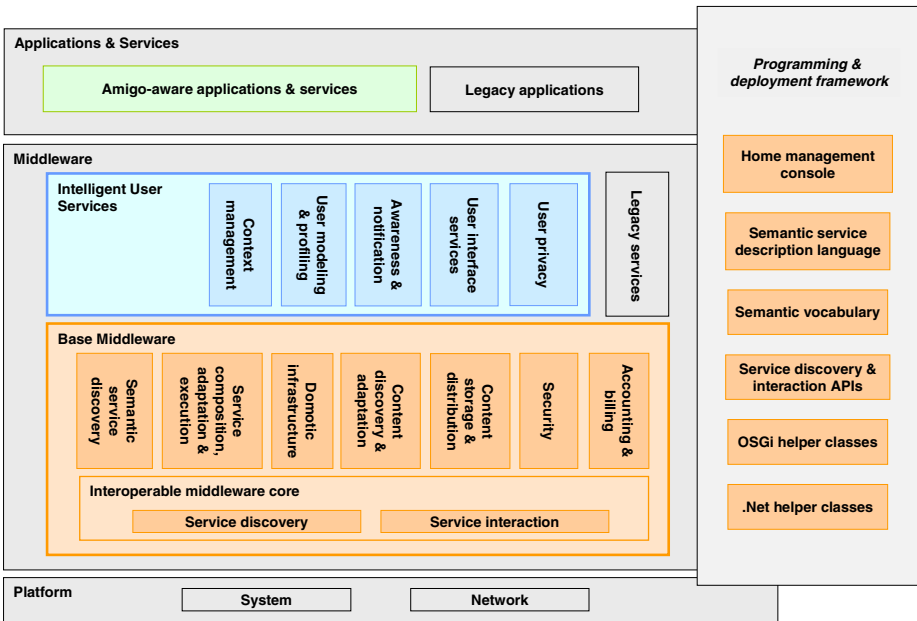 Applications & Services
Amigo-aware applications & services
Legacy applications
Middleware
Intelligent User
Services
Context
management
User modeling
& profiling
Awareness &
notification
User interface
services
User privacy
Legacy services
Base Middleware
Semantic
service
discovery
Service
composition,
adaptation &
execution
Domotic
infrastructure
Content
discovery &
adaptation
Content
storage &
distribution
Security
Accounting &
billing
Interoperable middleware core
Service discovery
Service interaction
Platform
System
Network
Programming &
deployment framework
Home management
console
Semantic service
description language
Semantic vocabulary
Service discovery &
interaction APIs
OSGi helper classes
.Net helper classes